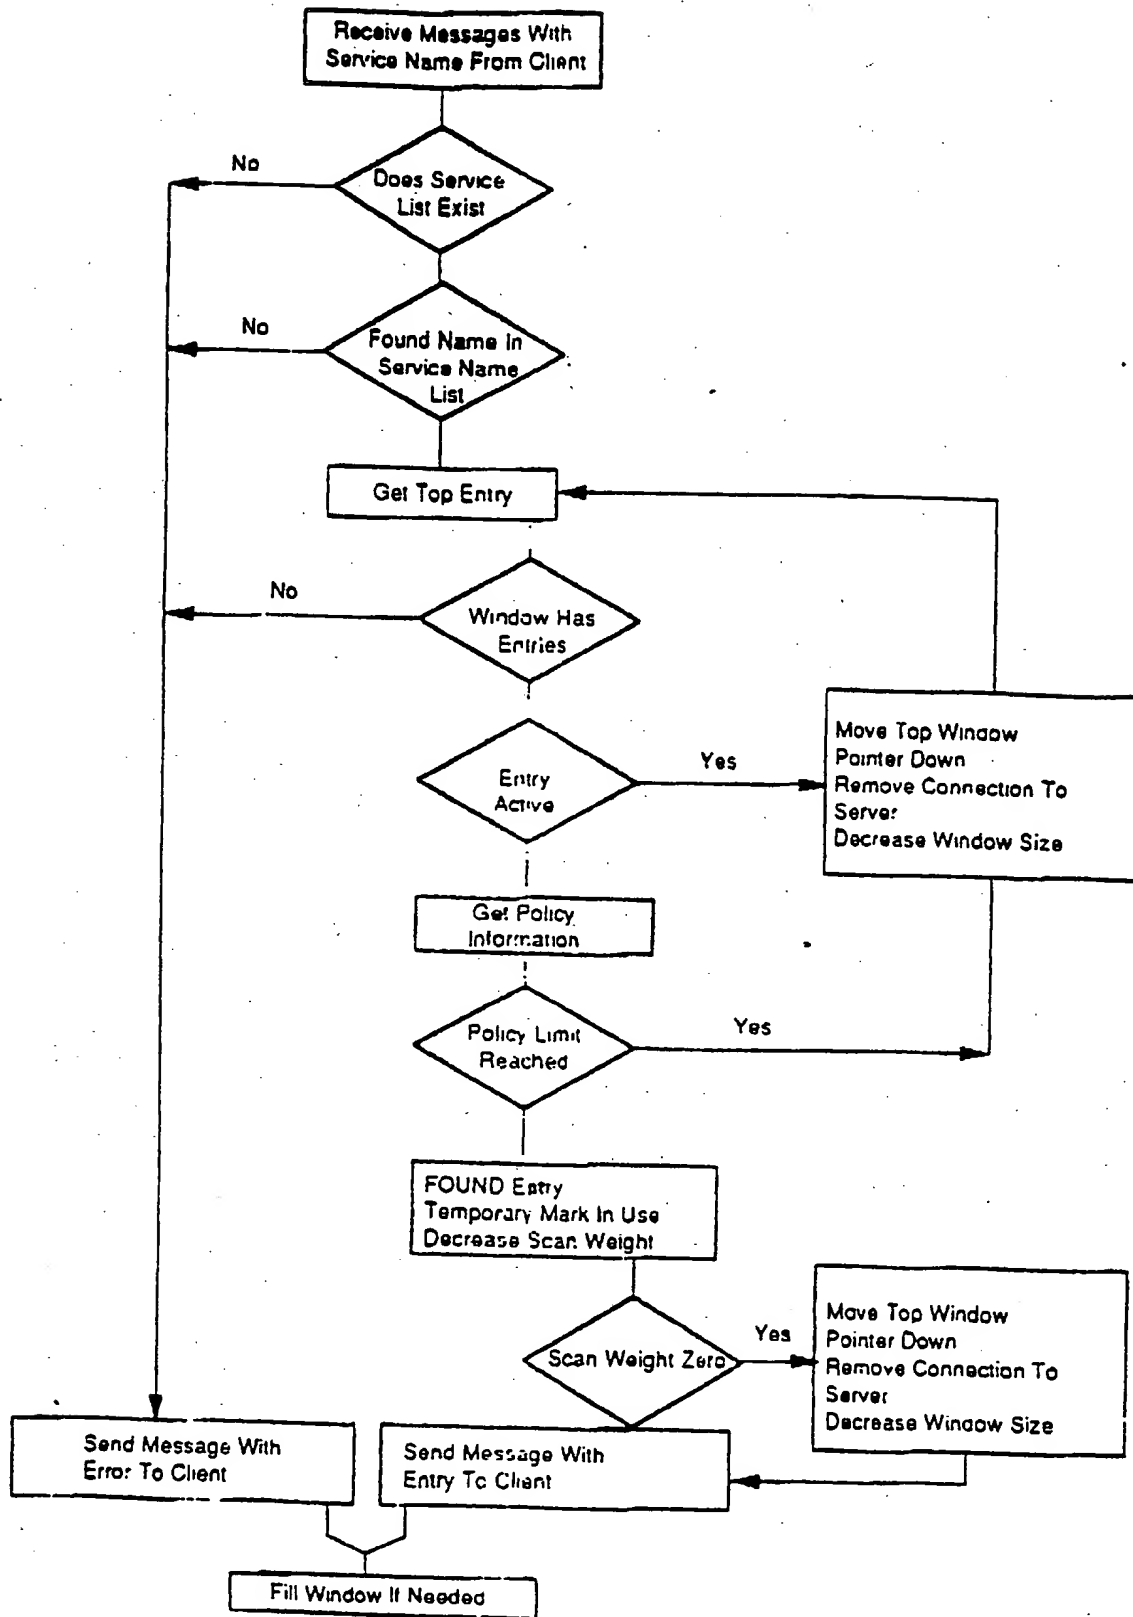 Receive Messages With
Service Name From Client
No
Does Service
List Exist
No
Found Name In
Service Name
List
Get Top Entry
No
Window Has
Entries
Move Top Window
Pointer Down
Remove Connection To
Server
Decrease Window Size
Yes
Entry
Active
Get Policy
Information
Policy Limit
Reached
Yes
FOUND Entry
Temporary Mark In Use
Decrease Scan Weight
Scan Weight Zero
Yes
Move Top Window
Pointer Down
Remove Connection To
Server
Decrease Window Size
Send Message With
Error To Client
Send Message With
Entry To Client
Fill Window If Needed